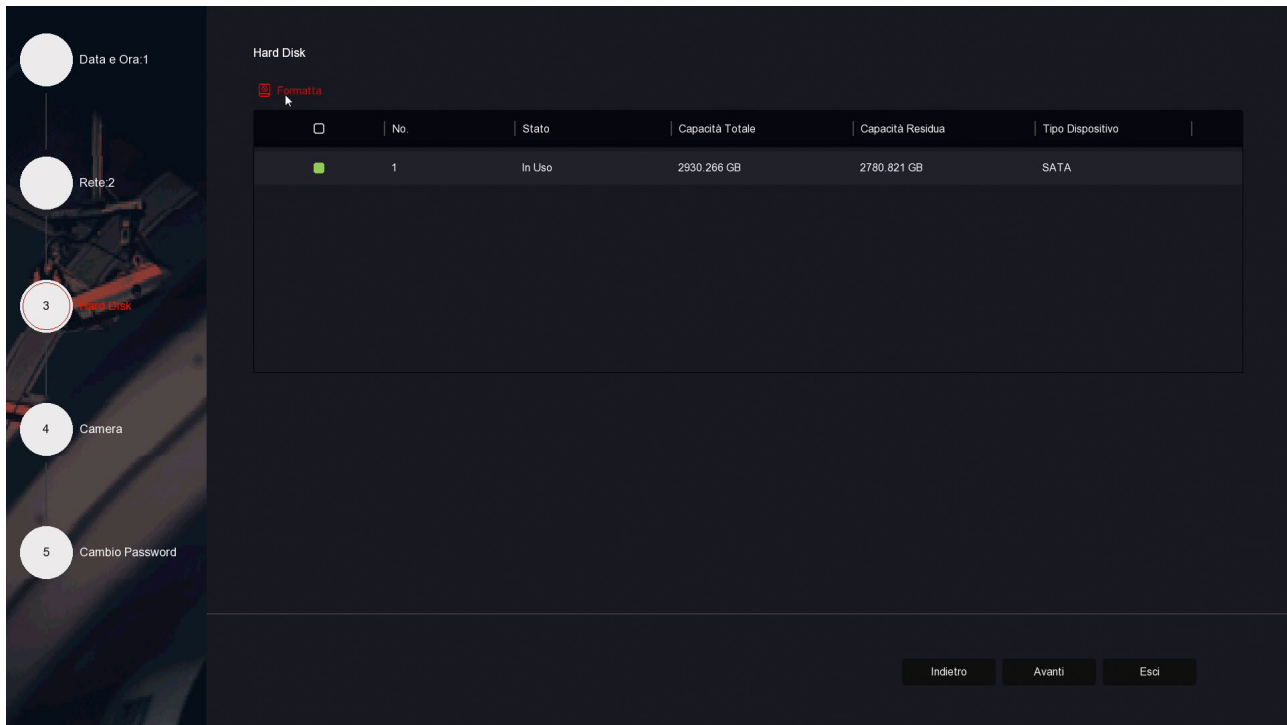 Data e Ora:1
Rete:2
3 Hard Disk
4 Camera
5 Cambio Password
Hard Disk
Formatta
No. Stato Capacità Totale Capacità Residua Tipo Dispositivo
1 In Uso 2930.266 GB 2780.821 GB SATA
Indietro Avanti Esci